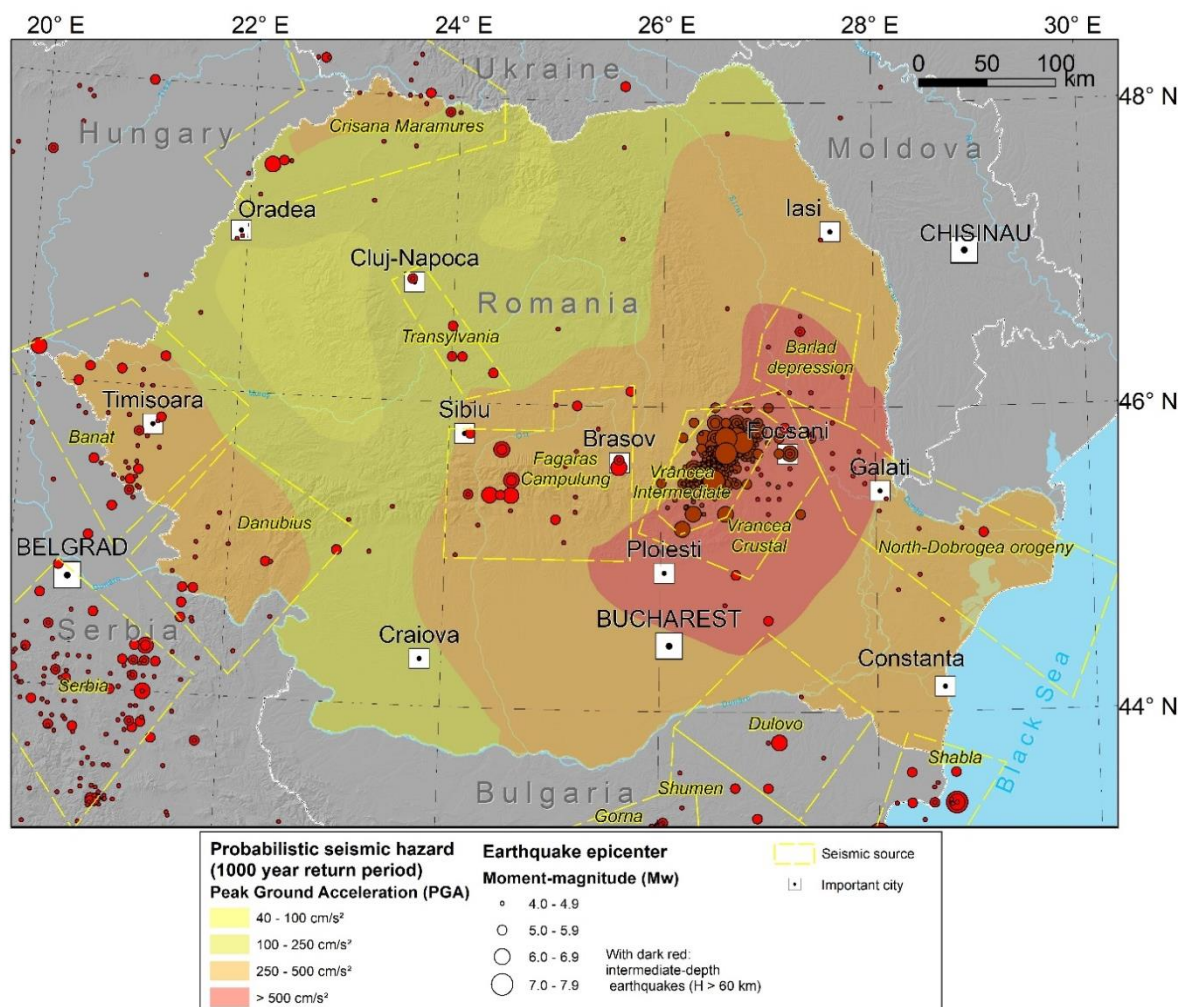 20° E 22° E 24° E 26° E 28° E 30° E
0 50 100
km
Ukraine
48° N
Hungary
Crisana Maramures
Moldova
Oradea
Iasi
CHISINAU
Cluj-Napoca
Romania
Transylvania
Barlad
depression
46° N
Timisoara
Sibiu
Banat
Brasov
Focsani
Fagaras
Campulung
Vrancea
Intermediate
Galati
Danubius
Vrancea
Crustal
North-Dobrogea orogeny
BELGRAD
Ploiesti
BUCHAREST
Serbia
Craiova
Constanta
Serbia
44° N
Black Sea
Dulovo
Shabla
Shumen
Bulgaria
Gorna
Probabilistic seismic hazard
(1000 year return period)
Peak Ground Acceleration (PGA)
40 - 100 cm/s²
100 - 250 cm/s²
250 - 500 cm/s²
> 500 cm/s²
Earthquake epicenter
Moment-magnitude (Mw)
4.0 - 4.9
5.0 - 5.9
6.0 - 6.9
7.0 - 7.9
With dark red:
intermediate-depth
earthquakes (H > 60 km)
Seismic source
Important city